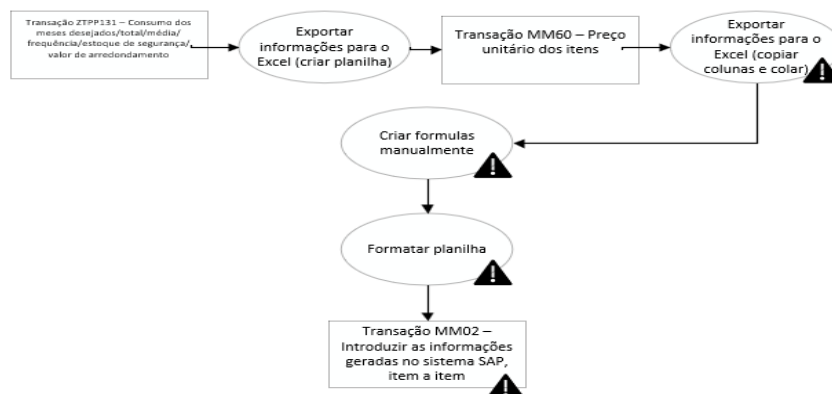 Transação ZTPP131 – Consumo dos
meses desejados/total/média/
frequência/estoque de segurança/
valor de arredondamento
Exportar
informações para o
Excel (criar planilha)
Transação MM60 – Preço
unitário dos itens
Exportar
informações para o
Excel (copiar
colunas e colar)
Criar formulas
manualmente
Formatar planilha
Transação MM02 –
Introduzir as informações
geradas no sistema SAP,
item a item